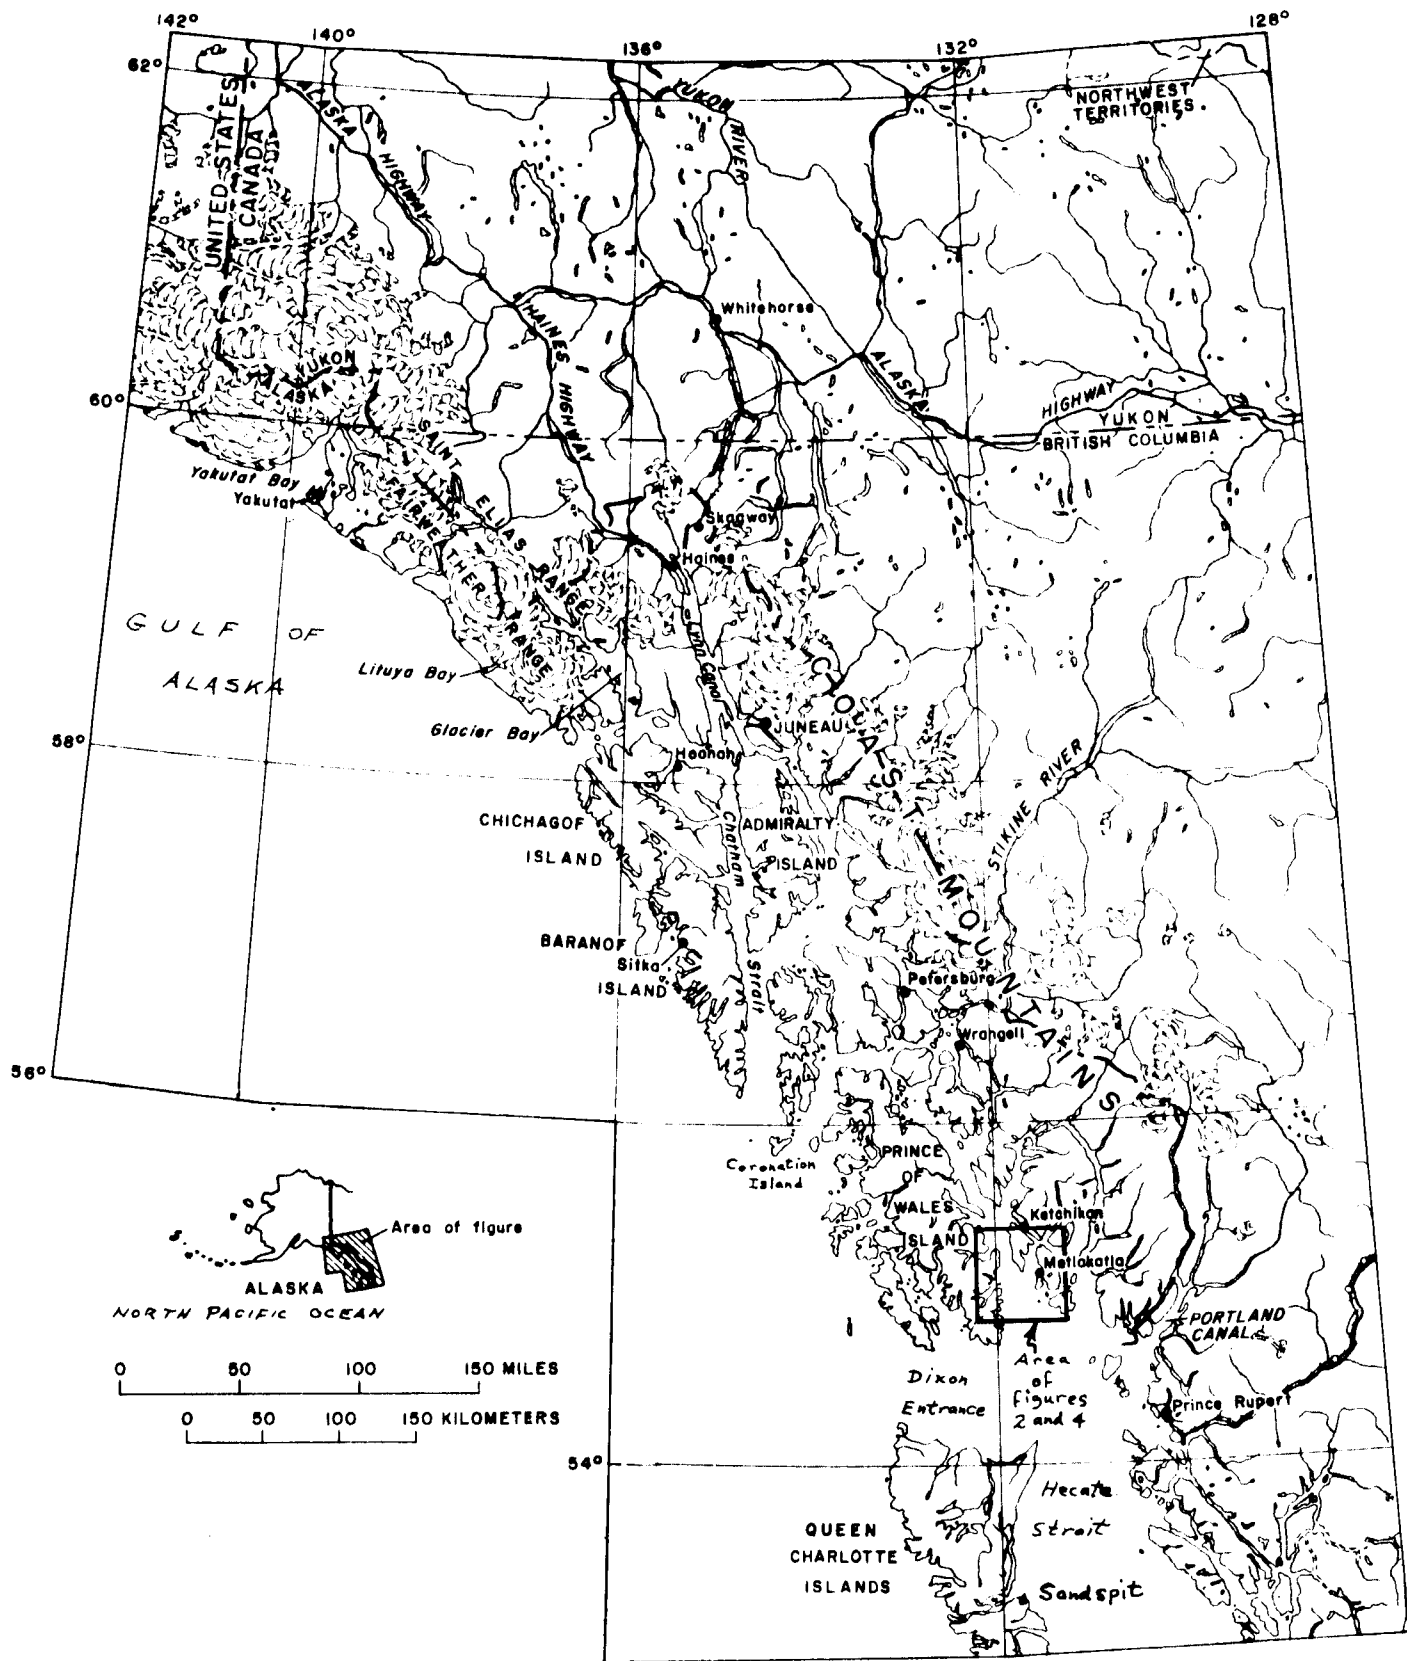 142°
140°
136°
132°
128°
62°
UNITED STATES
CANADA
ALASKA
HIGHWAY
YUKON
RIVER
NORTHWEST
TERRITORIES
Whitehorse
HAINES
HIGHWAY
ALASKA
HIGHWAY
YUKON
BRITISH COLUMBIA
YUKON
ALASKA
60°
SAINT ELIAS RANGE
FAIRWEATHER RANGE
Yakutat Bay
Yakutat
Skagway
Haines
GULF OF
ALASKA
Lynn Canal
Lituya Bay
Glacier Bay
JUNEAU
COAST MOUNTAINS
58°
Hoonah
STIKINE RIVER
CHICHAGOF
ISLAND
Chatham
Strait
ADMIRALTY
ISLAND
BARANOF
Sitka
ISLAND
Petersburg
Wrangell
56°
Coronation
Island
PRINCE
OF
WALES
ISLAND
Ketchikan
Metlakatla
Area of figure
ALASKA
NORTH PACIFIC OCEAN
PORTLAND
CANAL
0 50 100 150 MILES
0 50 100 150 KILOMETERS
Dixon
Entrance
Area
of
figures
2 and 4
Prince Rupert
54°
Hecate
Strait
QUEEN
CHARLOTTE
ISLANDS
Sandspit